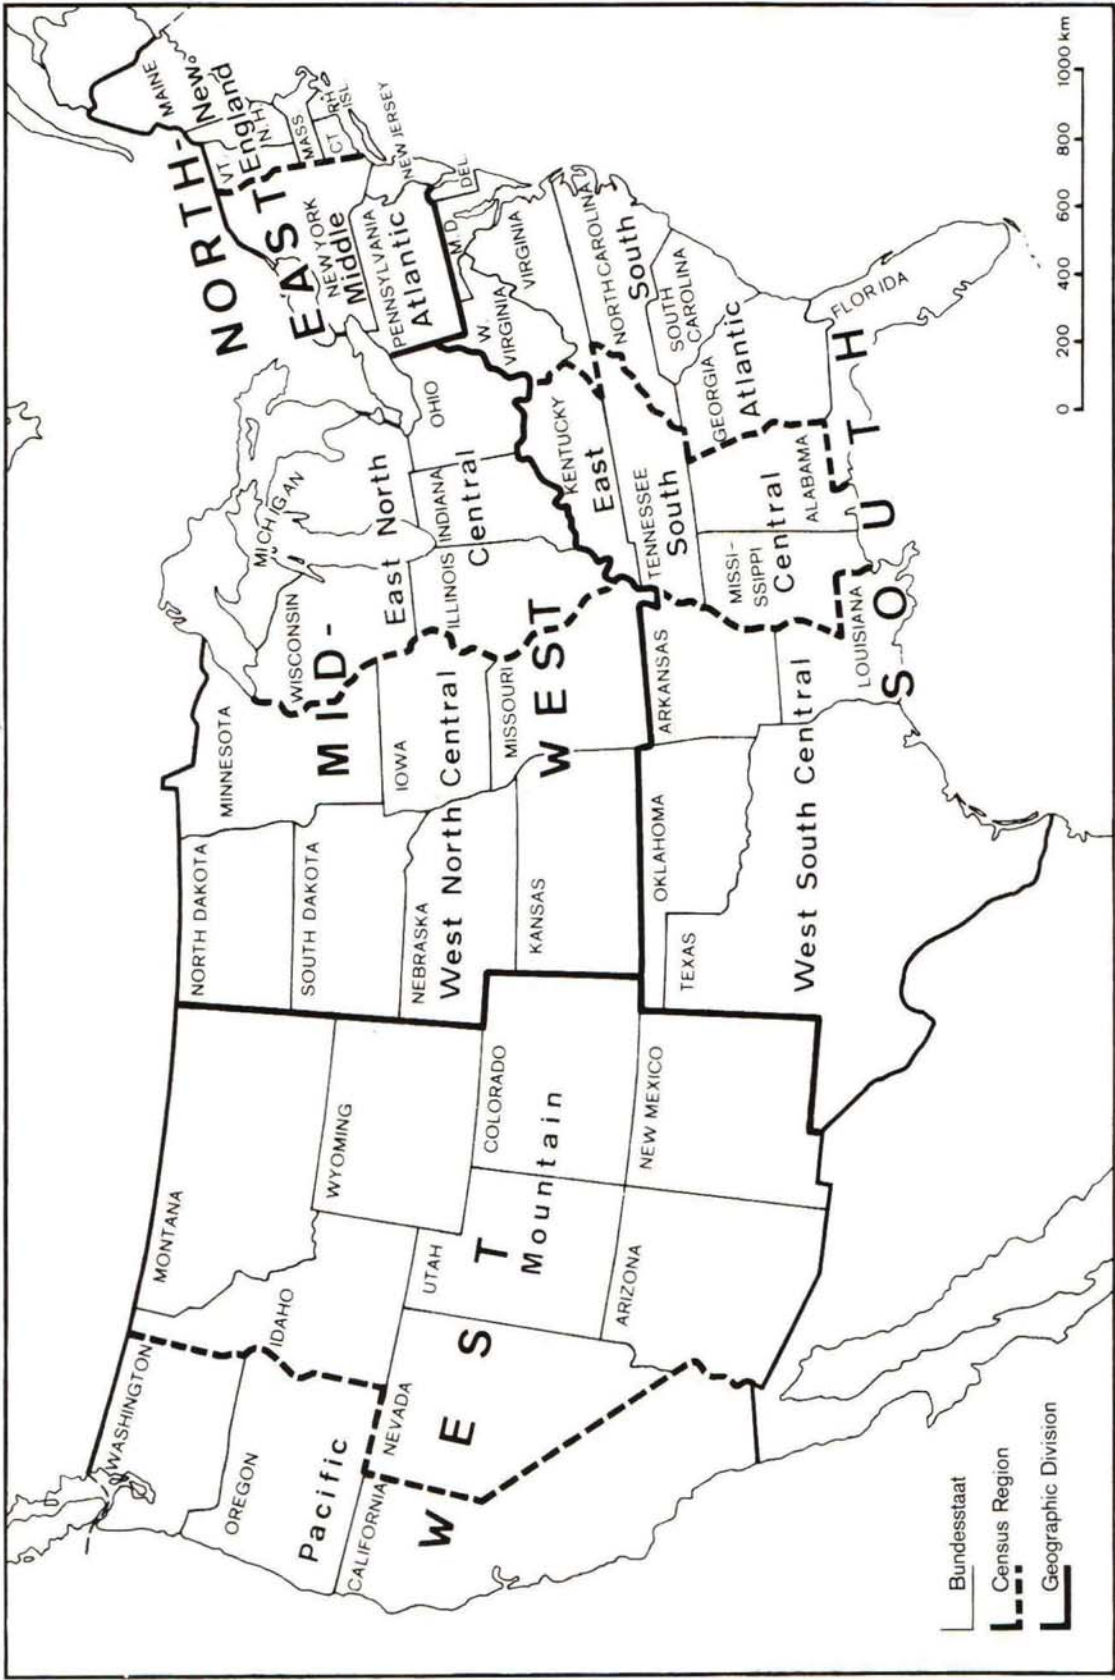 WASHINGTON
OREGON
Pacific
CALIFORNIA
NEVADA
IDAHO
MONTANA
WYOMING
UTAH
COLORADO
ARIZONA
NEW MEXICO
WEST
Mountain
NORTH DAKOTA
SOUTH DAKOTA
NEBRASKA
KANSAS
MINNESOTA
IOWA
MISSOURI
West North Central
MID-
WEST
WISCONSIN
MICHIGAN
ILLINOIS
INDIANA
OHIO
East North
Central
NORTH-
EAST
MAINE
New
England
VT.
N.H.
MASS.
CT
RH.
ISL.
NEW YORK
Middle
PENNSYLVANIA
Atlantic
NEW JERSEY
DEL.
M.D.
W.
VIRGINIA
VIRGINIA
NORTH CAROLINA
South
SOUTH
CAROLINA
GEORGIA
Atlantic
FLORIDA
KENTUCKY
East
TENNESSEE
South
MISSI-
SSIPPI
Central
ALABAMA
ARKANSAS
LOUISIANA
OKLAHOMA
TEXAS
West South Central
SOUTH
Bundesstaat
Census Region
Geographic Division
0 200 400 600 800 1000 km